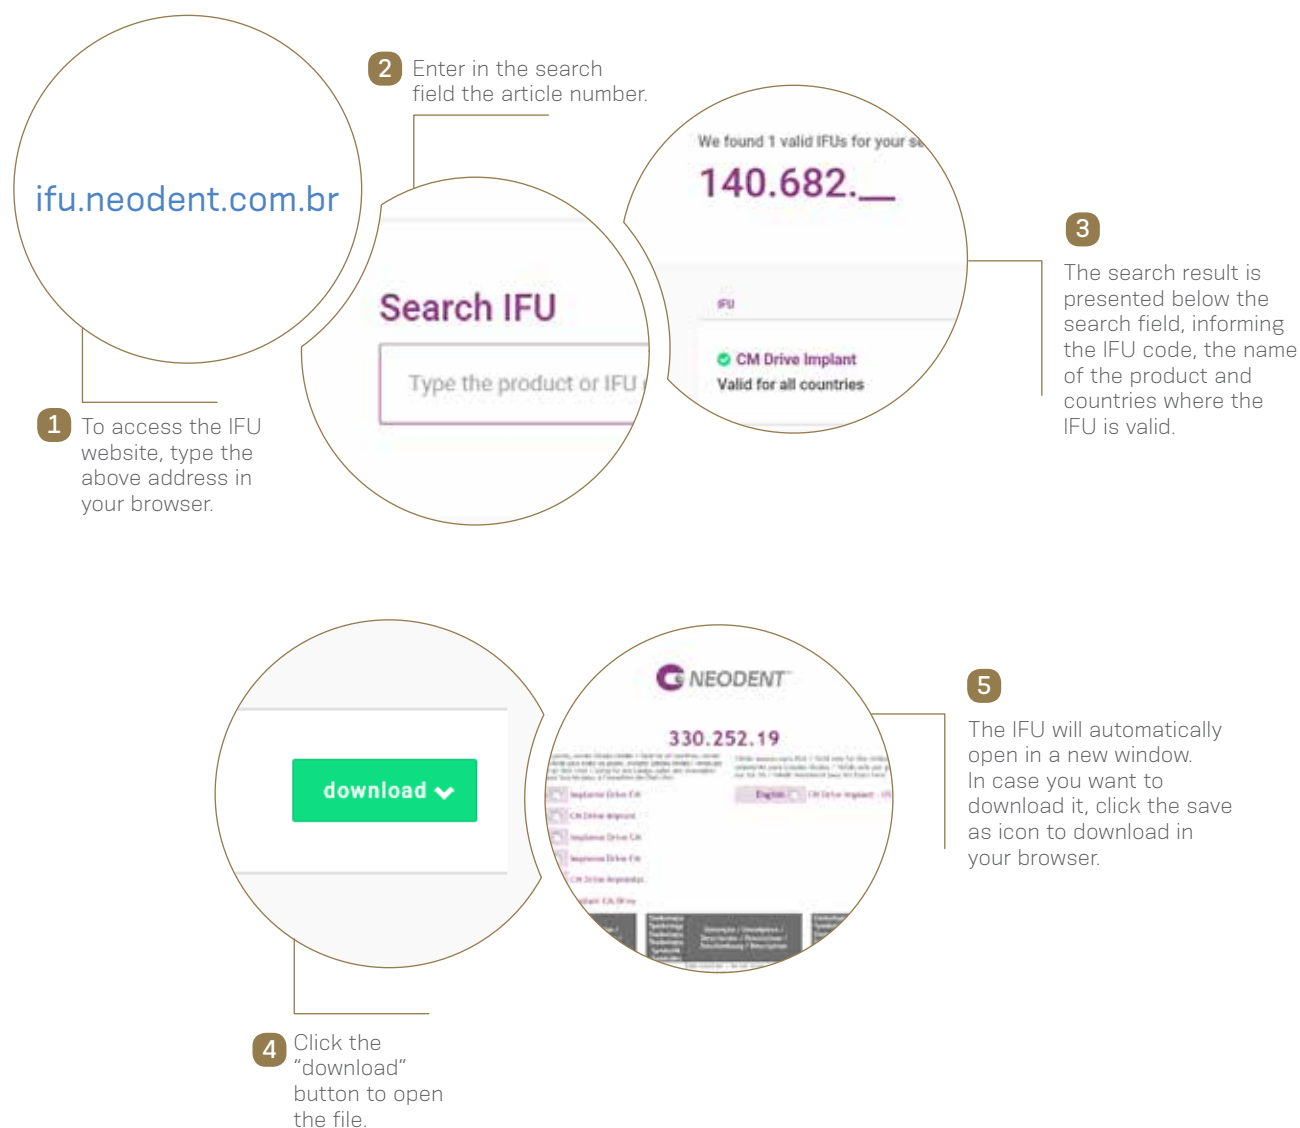 ifu.neodent.com.br
1
To access the IFU
website, type the
above address in
your browser.
2
Enter in the search
field the article number.
Search IFU
Type the product or IFU
We found 1 valid IFUs for your
140.682.__
IFU
CM Drive Implant
Valid for all countries
3
The search result is
presented below the
search field, informing
the IFU code, the name
of the product and
countries where the
IFU is valid.
download
4
Click the
“download”
button to open
the file.
NEODENT
330.252.19
CM Drive Implant
English
5
The IFU will automatically
open in a new window.
In case you want to
download it, click the save
as icon to download in
your browser.